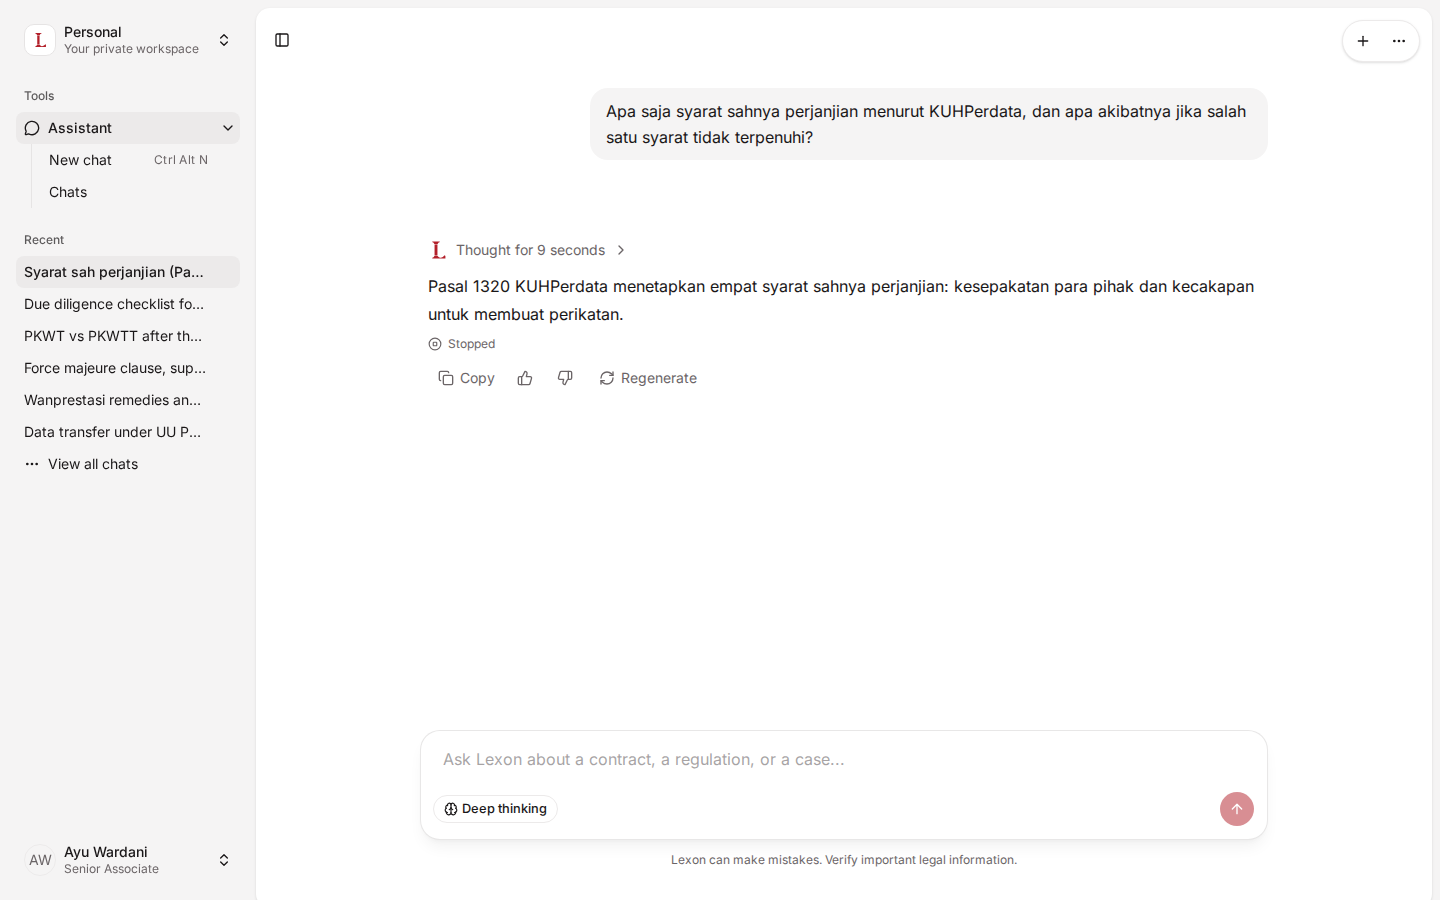 L
Personal
Your private workspace
Tools
Assistant
New chat Ctrl Alt N
Chats
Recent
Syarat sah perjanjian (Pa...
Due diligence checklist fo...
PKWT vs PKWTT after th...
Force majeure clause, sup...
Wanprestasi remedies an...
Data transfer under UU P...
View all chats
AW
Ayu Wardani
Senior Associate
Apa saja syarat sahnya perjanjian menurut KUHPerdata, dan apa akibatnya jika salah
satu syarat tidak terpenuhi?
L Thought for 9 seconds
Pasal 1320 KUHPerdata menetapkan empat syarat sahnya perjanjian: kesepakatan para pihak dan kecakapan
untuk membuat perikatan.
Stopped
Copy Regenerate
Ask Lexon about a contract, a regulation, or a case...
Deep thinking
Lexon can make mistakes. Verify important legal information.